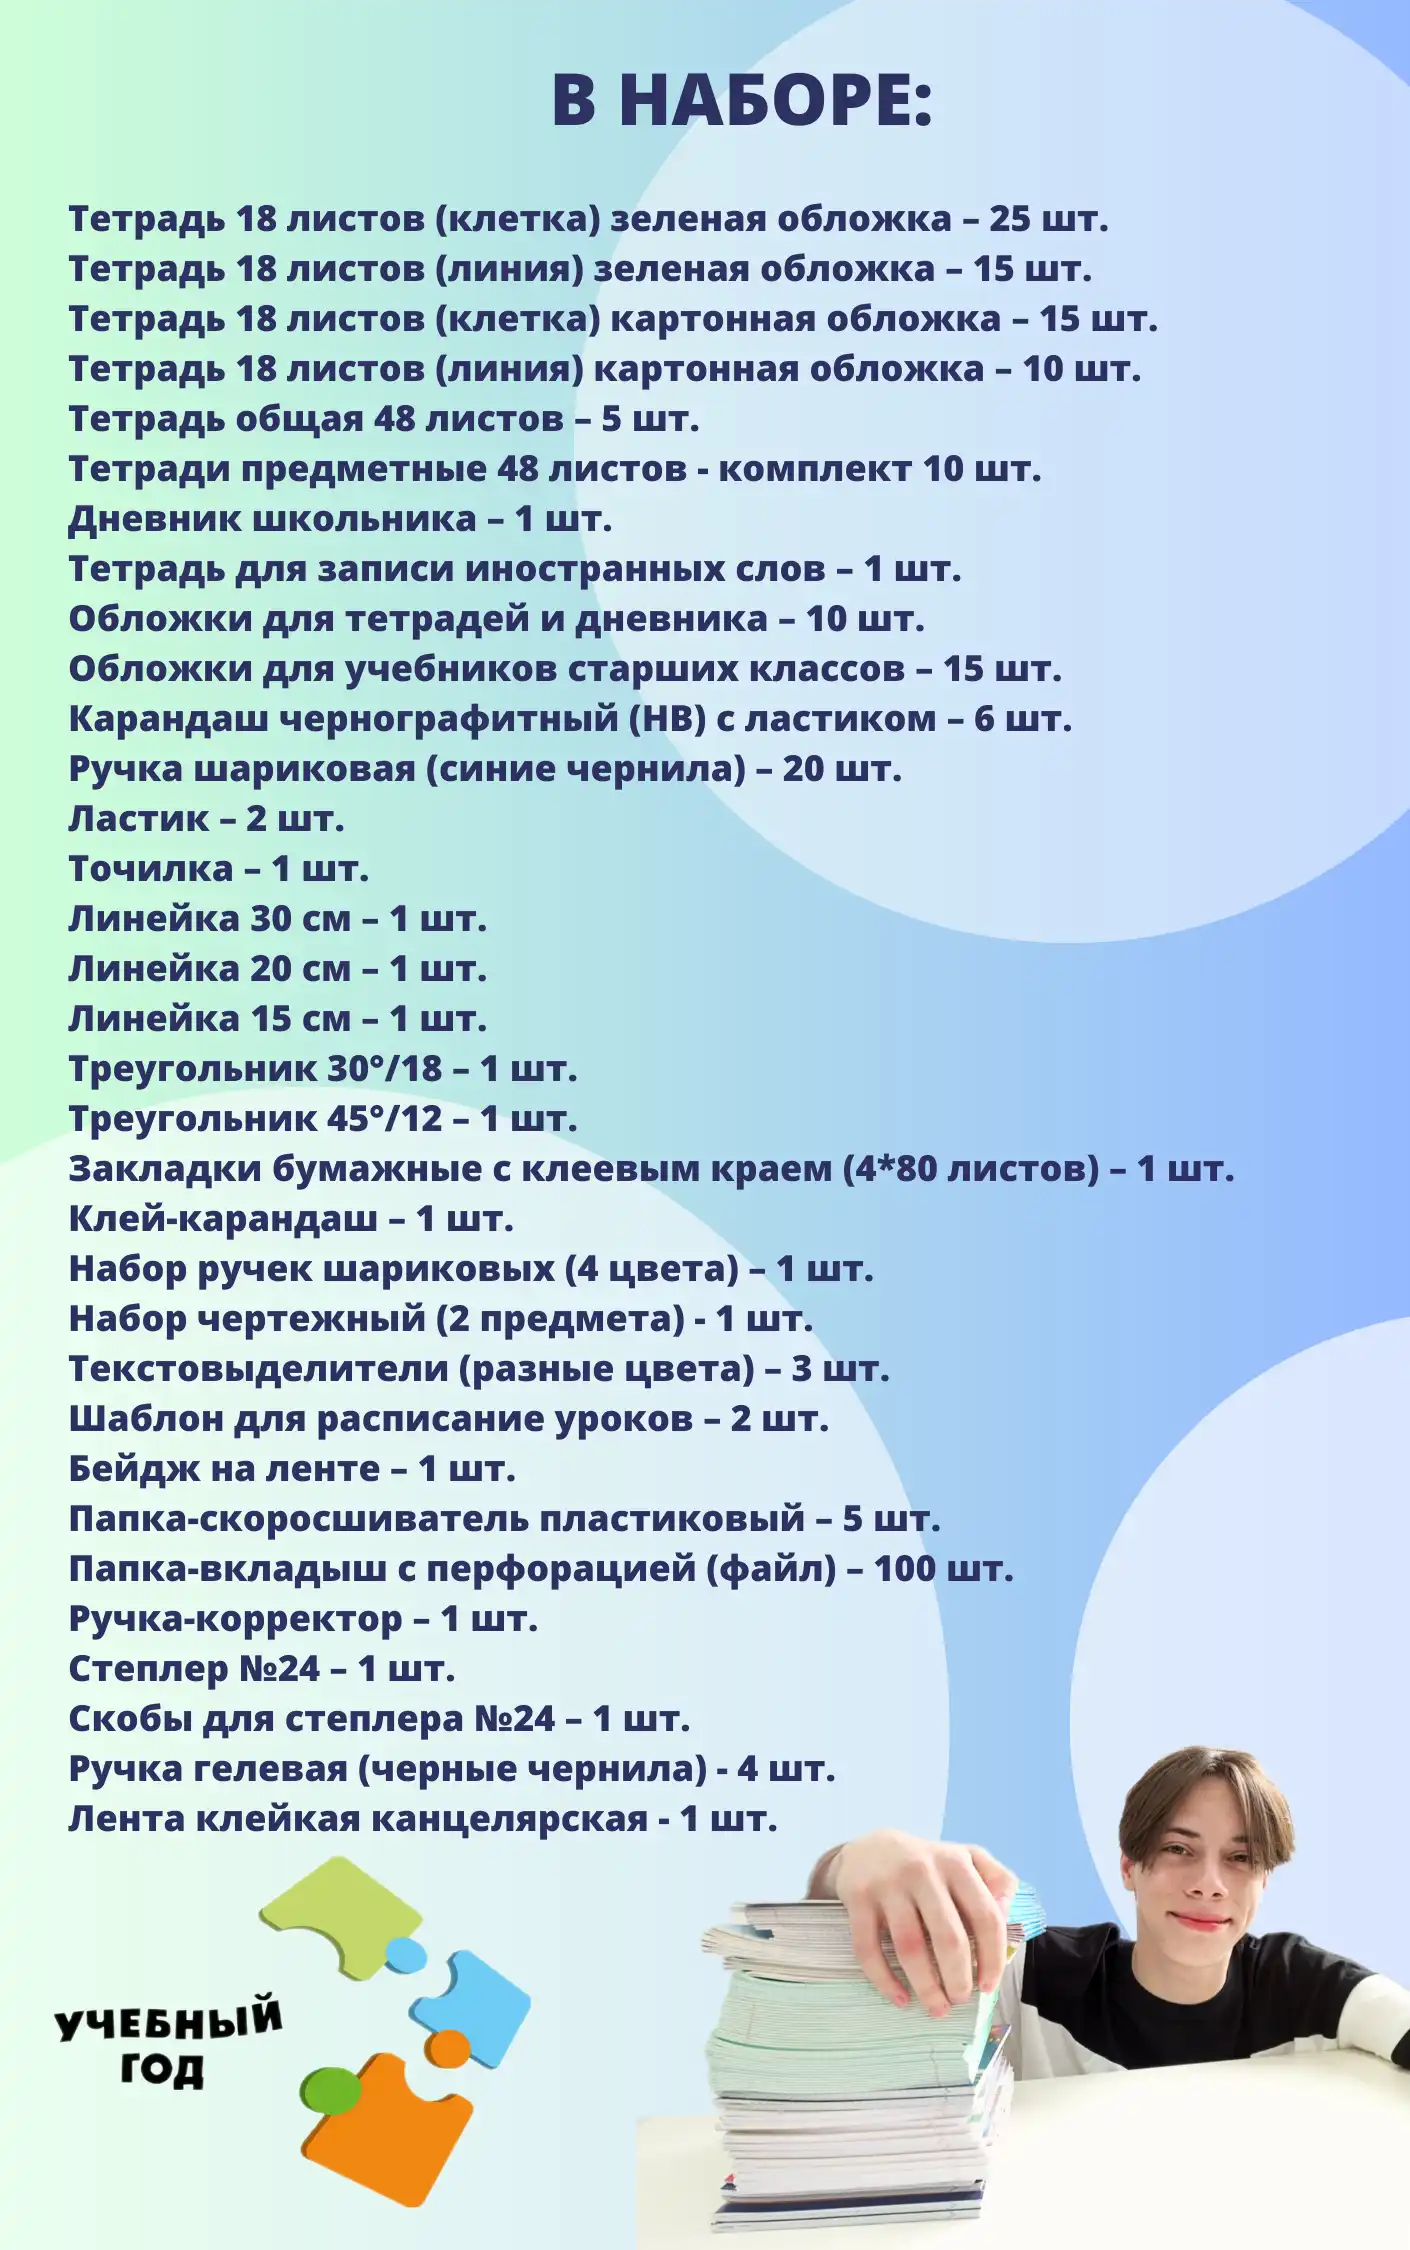 В НАБОРЕ:
Тетрадь 18 листов (клетка) зеленая обложка – 25 шт.
Тетрадь 18 листов (линия) зеленая обложка – 15 шт.
Тетрадь 18 листов (клетка) картонная обложка – 15 шт.
Тетрадь 18 листов (линия) картонная обложка – 10 шт.
Тетрадь общая 48 листов – 5 шт.
Тетради предметные 48 листов - комплект 10 шт.
Дневник школьника – 1 шт.
Тетрадь для записи иностранных слов – 1 шт.
Обложки для тетрадей и дневника – 10 шт.
Обложки для учебников старших классов – 15 шт.
Карандаш чернографитный (НВ) с ластиком – 6 шт.
Ручка шариковая (синие чернила) – 20 шт.
Ластик – 2 шт.
Точилка – 1 шт.
Линейка 30 см – 1 шт.
Линейка 20 см – 1 шт.
Линейка 15 см – 1 шт.
Треугольник 30°/18 – 1 шт.
Треугольник 45°/12 – 1 шт.
Закладки бумажные с клеевым краем (4*80 листов) – 1 шт.
Клей-карандаш – 1 шт.
Набор ручек шариковых (4 цвета) – 1 шт.
Набор чертежный (2 предмета) - 1 шт.
Текстовыделители (разные цвета) – 3 шт.
Шаблон для расписание уроков – 2 шт.
Бейдж на ленте – 1 шт.
Папка-скоросшиватель пластиковый – 5 шт.
Папка-вкладыш с перфорацией (файл) – 100 шт.
Ручка-корректор – 1 шт.
Степлер №24 – 1 шт.
Скобы для степлера №24 – 1 шт.
Ручка гелевая (черные чернила) - 4 шт.
Лента клейкая канцелярская - 1 шт.
УЧЕБНЫЙ
ГОД